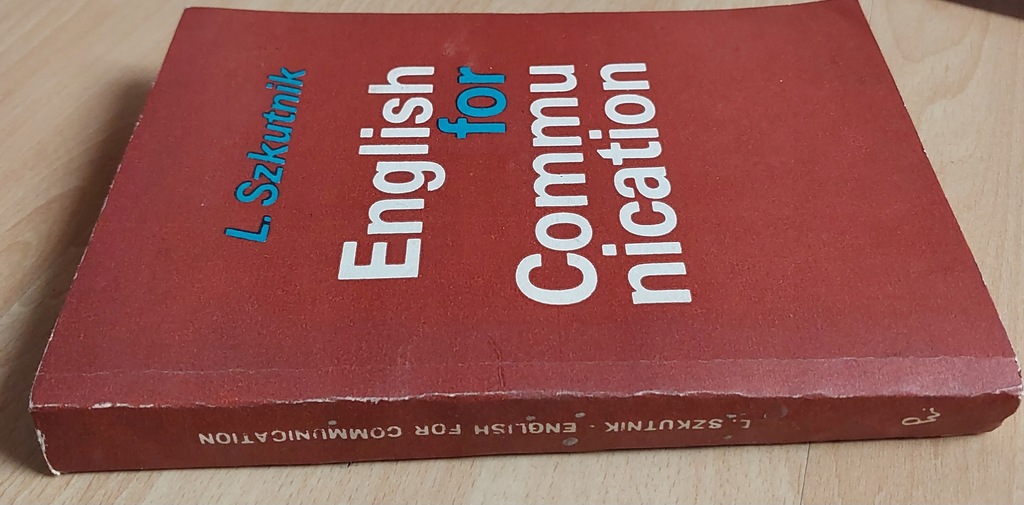 L. Szkutnik
English
for
Commu
nication
L. SZKUTNIK · ENGLISH FOR COMMUNICATION